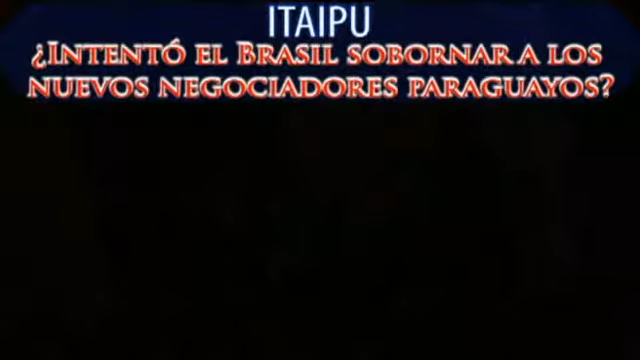 ITAIPU
¿Intentó el Brasil sobornar a los
nuevos negociadores paraguayos?